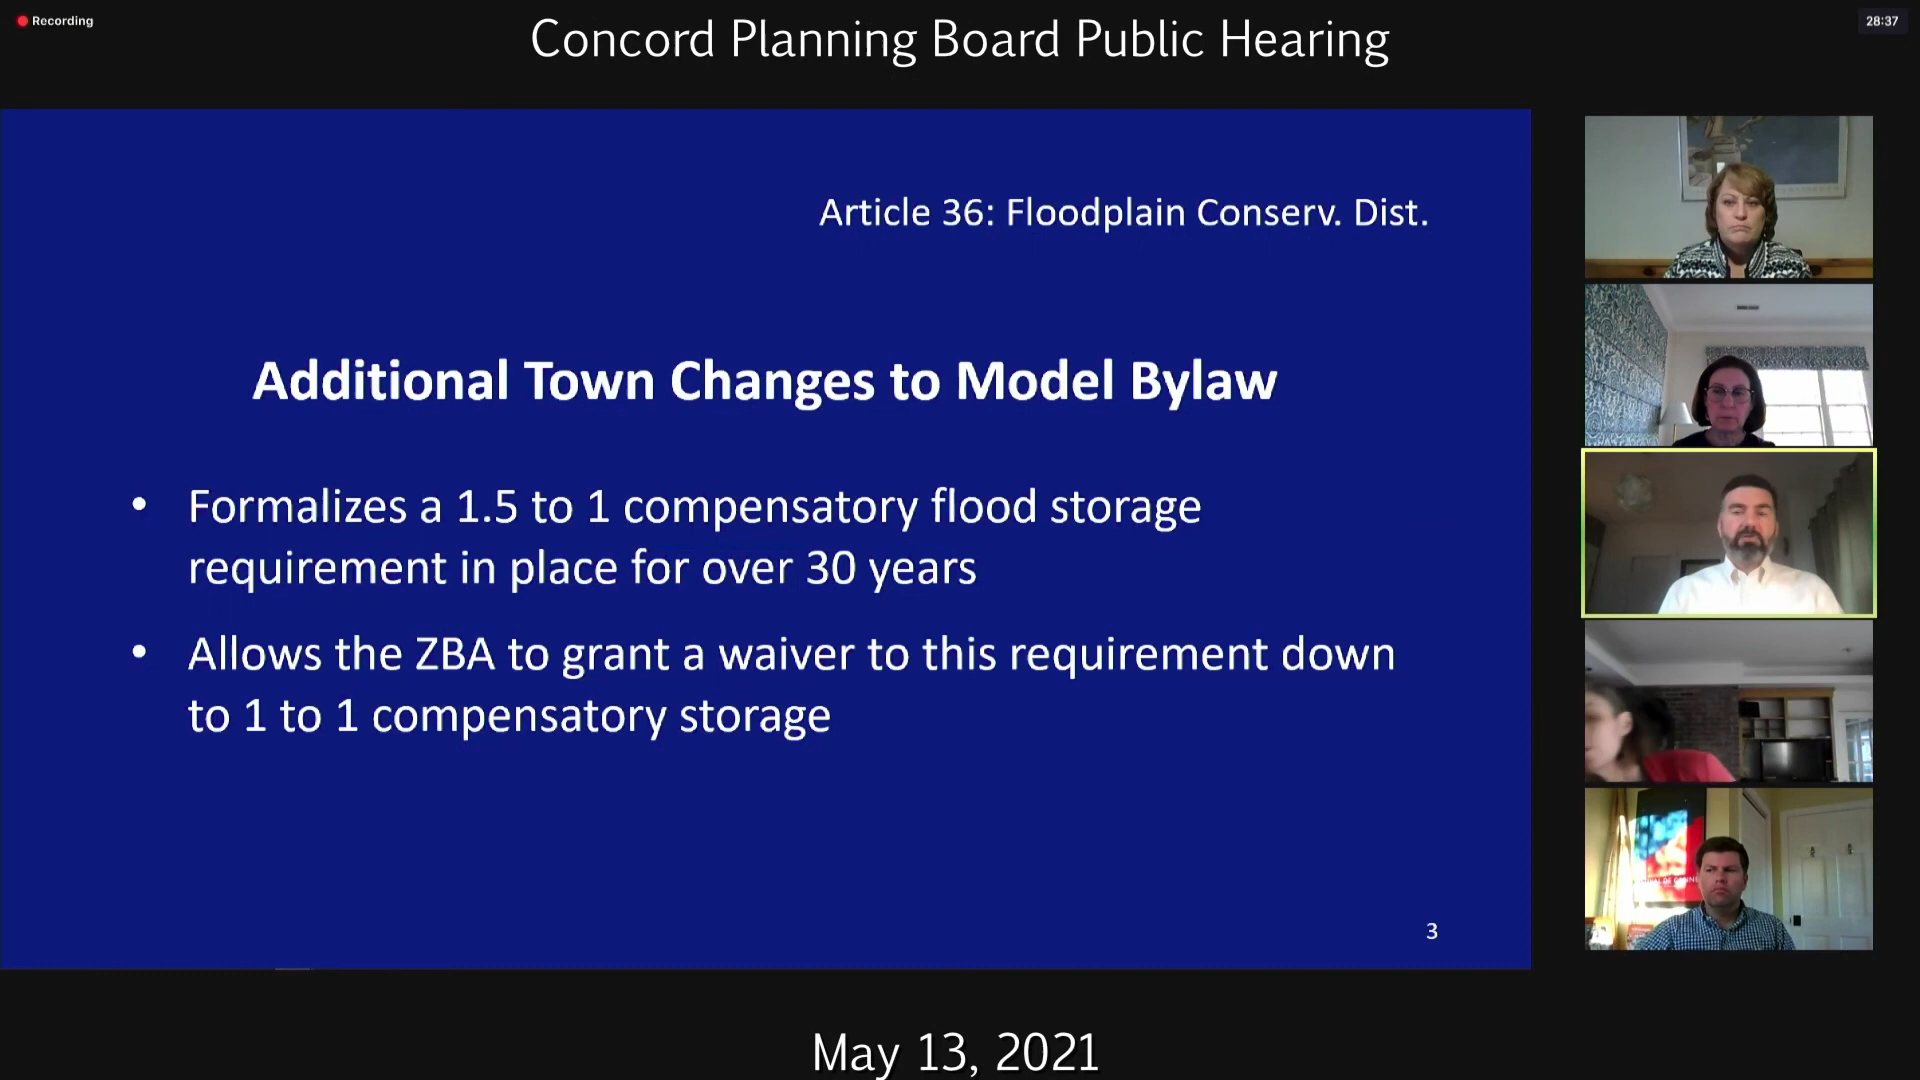 Recording
28:37
Concord Planning Board Public Hearing
Article 36: Floodplain Conserv. Dist.
Additional Town Changes to Model Bylaw
• Formalizes a 1.5 to 1 compensatory flood storage
requirement in place for over 30 years
• Allows the ZBA to grant a waiver to this requirement down
to 1 to 1 compensatory storage
3
May 13, 2021